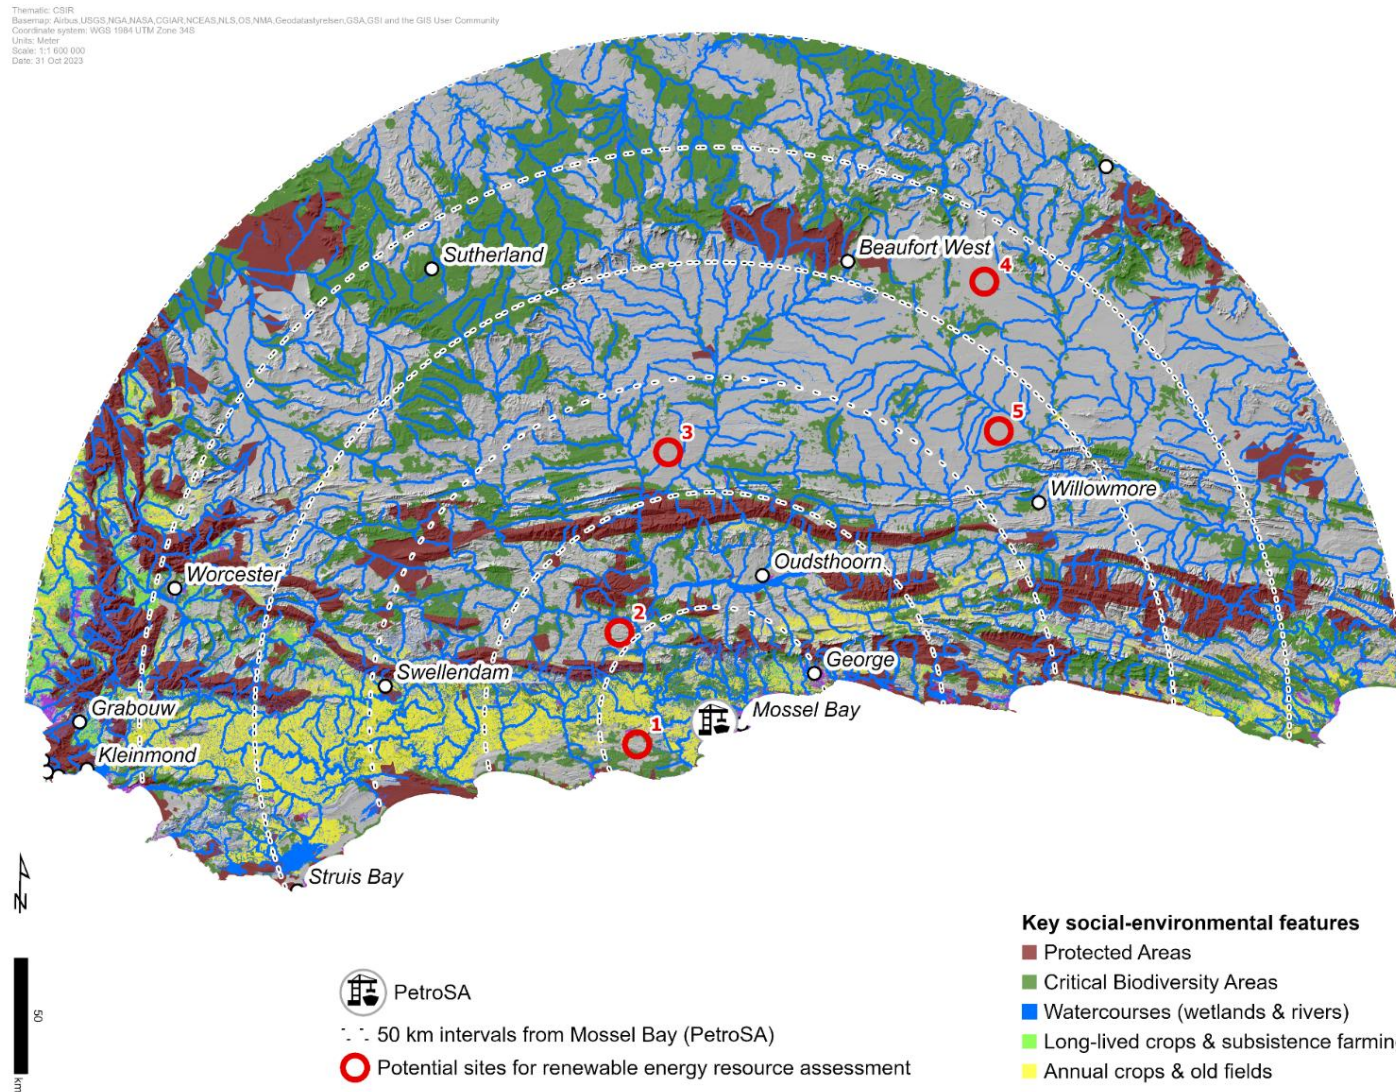 Thematic: CSIR
Basemap: Airbus,USGS,NGA,NASA,CGIAR,NCEAS,NLS,OS,NMA,Geodatastyrelsen,GSA,GSI and the GIS User Community
Coordinate system: WGS 1984 UTM Zone 34S
Units: Meter
Scale: 1:1 600 000
Date: 31 Oct 2023
Sutherland
Beaufort West
4
3
5
Willowmore
Oudsthoorn
Worcester
2
Swellendam
George
Grabouw
Mossel Bay
1
Kleinmond
Struis Bay
N
50
km
PetroSA
50 km intervals from Mossel Bay (PetroSA)
Potential sites for renewable energy resource assessment
Key social-environmental features
Protected Areas
Critical Biodiversity Areas
Watercourses (wetlands & rivers)
Long-lived crops & subsistence farmin
Annual crops & old fields